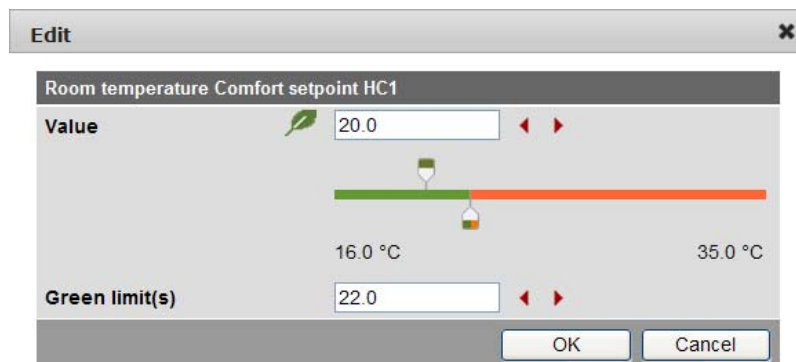 Edit
Room temperature Comfort setpoint HC1
Value 20.0
16.0 °C 35.0 °C
Green limit(s) 22.0
OK Cancel